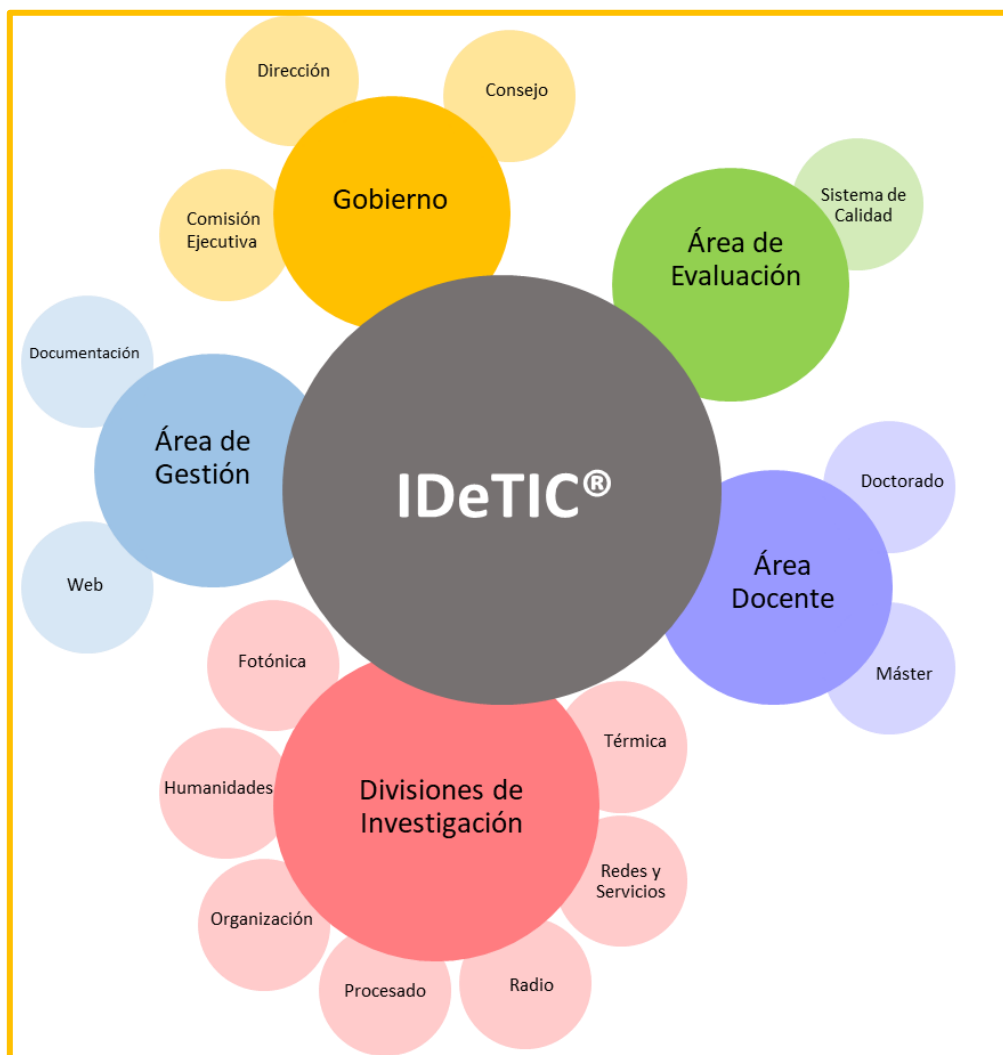 Dirección
Consejo
Gobierno
Comisión
Ejecutiva
Sistema de
Calidad
Área de
Evaluación
Documentación
Área de
Gestión
Web
IDeTIC®
Doctorado
Área
Docente
Máster
Fotónica
Humanidades
Organización
Procesado
Radio
Redes y
Servicios
Térmica
Divisiones de
Investigación